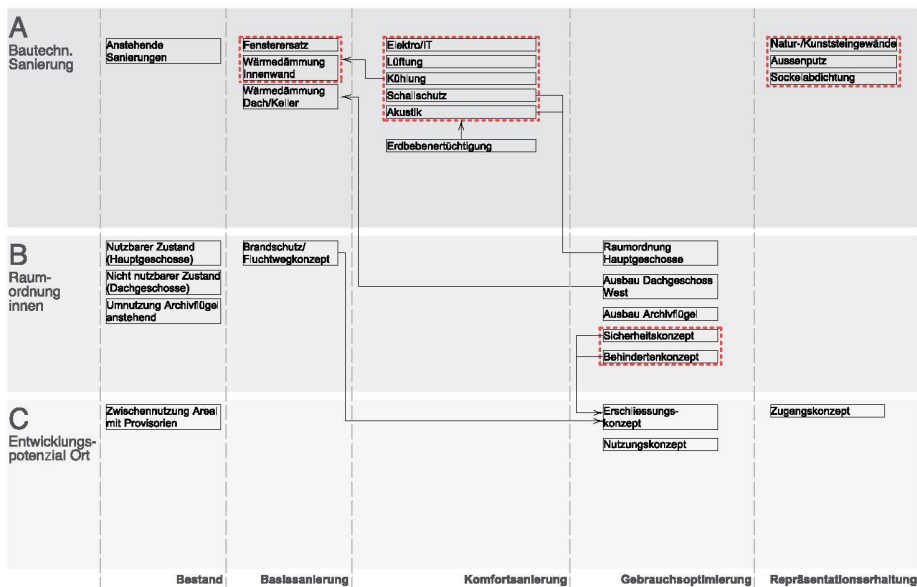 A
Bautechn.
Sanierung
Anstehende
Sanierungen
Fensterersatz
Wärmedämmung
Innenwand
Wärmedämmung
Dach/Keller
Elektro/IT
Lüftung
Kühlung
Schallschutz
Akustik
Erdbebenertüchtigung
Natur-/Kunststeingewände
Aussenputz
Sockelabdichtung
B
Raum-
ordnung
innen
Nutzbarer Zustand
(Hauptgeschosse)
Nicht nutzbarer Zustand
(Dachgeschosse)
Umnutzung Archivflügel
anstehend
Brandschutz/
Fluchtwegkonzept
Raumordnung
Hauptgeschosse
Ausbau Dachgeschoss
West
Ausbau Archivflügel
Sicherheitskonzept
Behindertenkonzept
C
Entwicklungs-
potenzial Ort
Zwischennutzung Areal
mit Provisorien
Erschliessungs-
konzept
Nutzungskonzept
Zugangskonzept
Bestand
Basissanierung
Komfortsanierung
Gebrauchsoptimierung
Repräsentationserhaltung